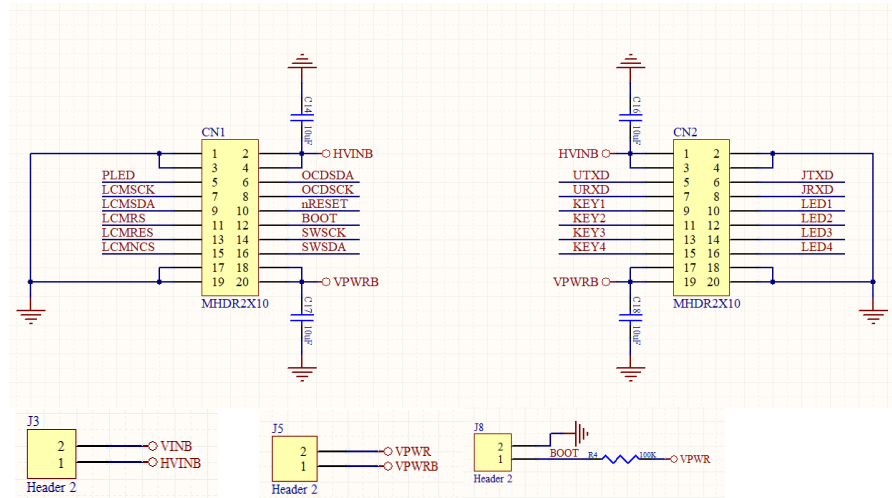 C14 10uF
C16 10uF
CN1
CN2
1 2 HVINB
HVINB 1 2
3 4
3 4
PLED 5 6 OCDSDA
UTXD 5 6 JTXD
LCMSCK 7 8 OCDSCK
URXD 7 8 JRXD
LCMSDA 9 10 nRESET
KEY1 9 10 LED1
LCMRS 11 12 BOOT
KEY2 11 12 LED2
LCMRES 13 14 SWSCK
KEY3 13 14 LED3
LCMNCS 15 16 SWSDA
KEY4 15 16 LED4
17 18
17 18
19 20 VPWRB
VPWRB 19 20
MHDR2X10
MHDR2X10
C17 10uF
C18 10uF
J3
2 VINB
1 HVINB
Header 2
J5
2 VPWR
1 VPWRB
Header 2
J8
2
1 BOOT R4 100K VPWR
Header 2